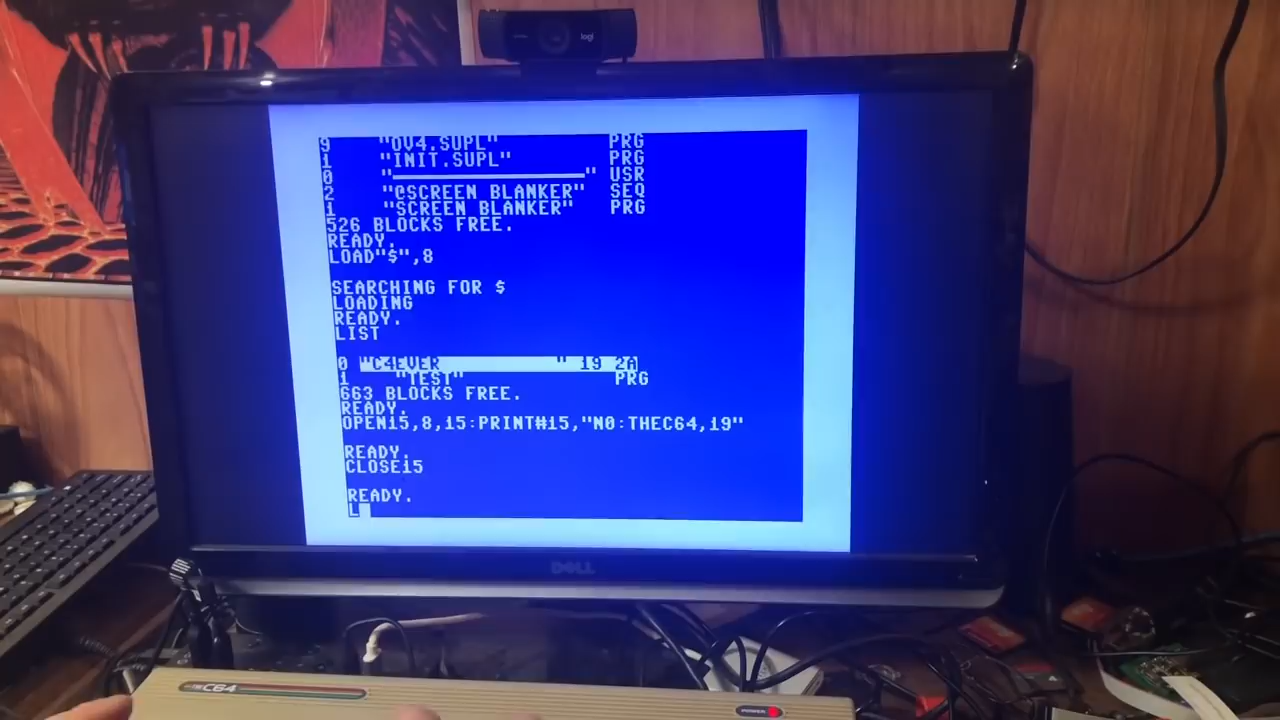 logi
9 "OV4.SUPL" PRG
1 "INIT.SUPL" PRG
0 "————————————————" USR
2 "@SCREEN BLANKER" SEQ
1 "SCREEN BLANKER" PRG
526 BLOCKS FREE.
READY.
LOAD"$",8
SEARCHING FOR $
LOADING
READY.
LIST
0 "C4EVER " 19 2A
1 "TEST" PRG
663 BLOCKS FREE.
READY.
OPEN15,8,15:PRINT#15,"N0:THEC64,19"
READY.
CLOSE15
READY.
L
DELL
THEC64
POWER